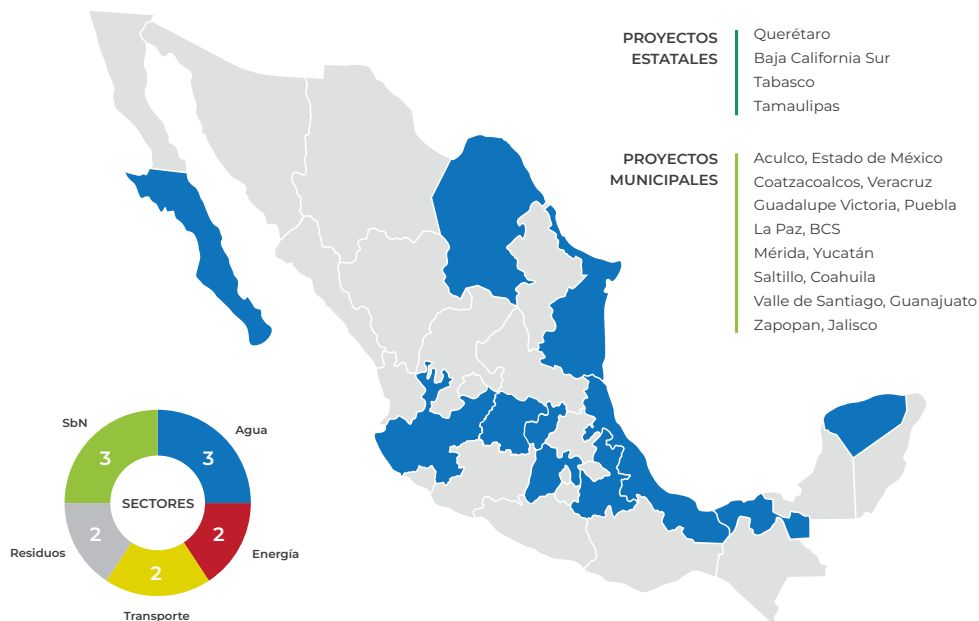 PROYECTOS
ESTATALES
Querétaro
Baja California Sur
Tabasco
Tamaulipas
PROYECTOS
MUNICIPALES
Aculco, Estado de México
Coatzacoalcos, Veracruz
Guadalupe Victoria, Puebla
La Paz, BCS
Mérida, Yucatán
Saltillo, Coahuila
Valle de Santiago, Guanajuato
Zapopan, Jalisco
SbN
Agua
3
3
SECTORES
2
2
Residuos
Energía
2
Transporte